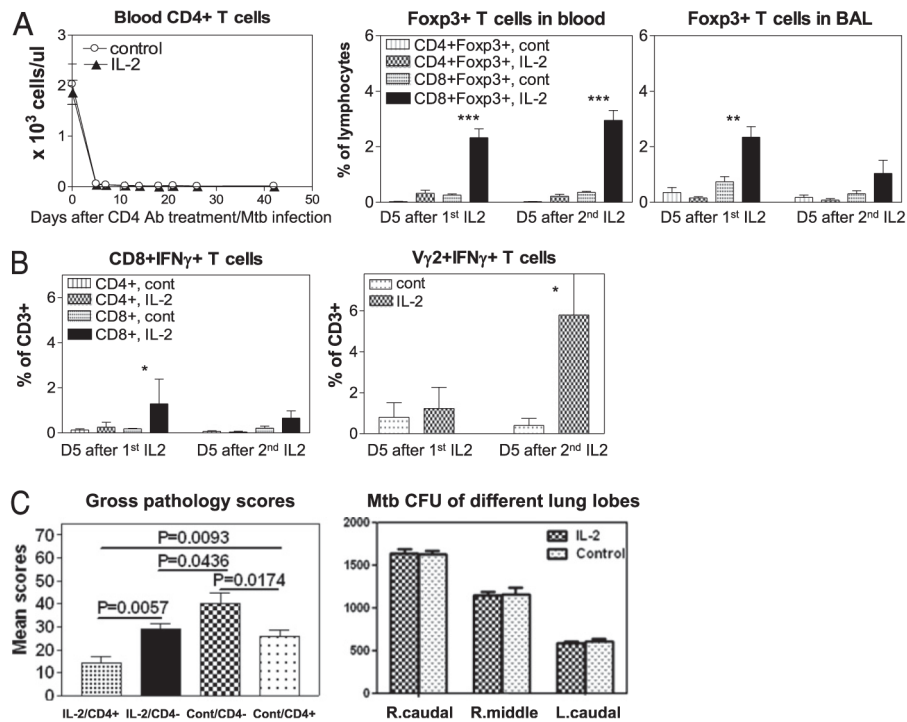 A
Blood CD4+ T cells
x 10³ cells/ul
3
2
1
0
control
IL-2
0 10 20 30 40 50
Days after CD4 Ab treatment/Mtb infection
Foxp3+ T cells in blood
% of lymphocytes
6
4
2
0
CD4+Foxp3+, cont
CD4+Foxp3+, IL-2
CD8+Foxp3+, cont
CD8+Foxp3+, IL-2
***
***
D5 after 1st IL2 D5 after 2nd IL2
Foxp3+ T cells in BAL
6
4
2
0
**
D5 after 1st IL2 D5 after 2nd IL2
B
CD8+IFNγ+ T cells
% of CD3+
6
4
2
0
CD4+, cont
CD4+, IL-2
CD8+, cont
CD8+, IL-2
*
D5 after 1st IL2 D5 after 2nd IL2
Vγ2+IFNγ+ T cells
% of CD3+
6
4
2
0
cont
IL-2
*
D5 after 1st IL2 D5 after 2nd IL2
C
Gross pathology scores
Mean scores
70
60
50
40
30
20
10
0
P=0.0093
P=0.0436
P=0.0174
P=0.0057
IL-2/CD4+ IL-2/CD4- Cont/CD4- Cont/CD4+
Mtb CFU of different lung lobes
2000
1500
1000
500
0
IL-2
Control
R.caudal R.middle L.caudal